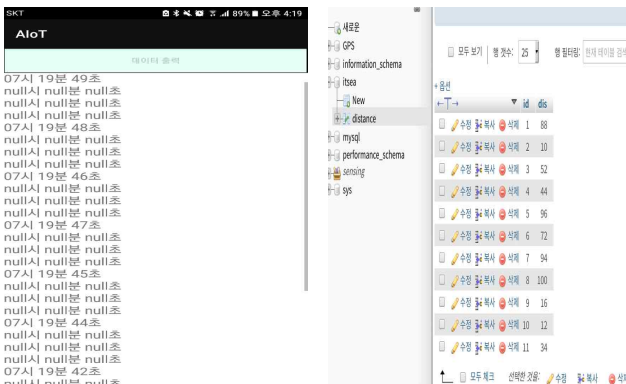 SKT 89% 오후 4:19
AIoT
데이터 출력
07시 19분 49초
null시 null분 null초
null시 null분 null초
null시 null분 null초
07시 19분 48초
null시 null분 null초
null시 null분 null초
null시 null분 null초
07시 19분 46초
null시 null분 null초
null시 null분 null초
null시 null분 null초
07시 19분 47초
null시 null분 null초
null시 null분 null초
null시 null분 null초
07시 19분 45초
null시 null분 null초
null시 null분 null초
null시 null분 null초
07시 19분 44초
null시 null분 null초
null시 null분 null초
null시 null분 null초
07시 19분 42초
null시 null분 null초
새로운
GPS
information_schema
itsea
New
distance
mysql
performance_schema
sensing
sys
모두 보기 행 갯수: 25 행 필터링: 현재 테이블 검색
+ 옵션
←T→ ▼ id dis
수정 복사 삭제 1 88
수정 복사 삭제 2 10
수정 복사 삭제 3 52
수정 복사 삭제 4 44
수정 복사 삭제 5 96
수정 복사 삭제 6 72
수정 복사 삭제 7 94
수정 복사 삭제 8 100
수정 복사 삭제 9 16
수정 복사 삭제 10 12
수정 복사 삭제 11 34
모두 체크 선택한 것을: 수정 복사 삭제